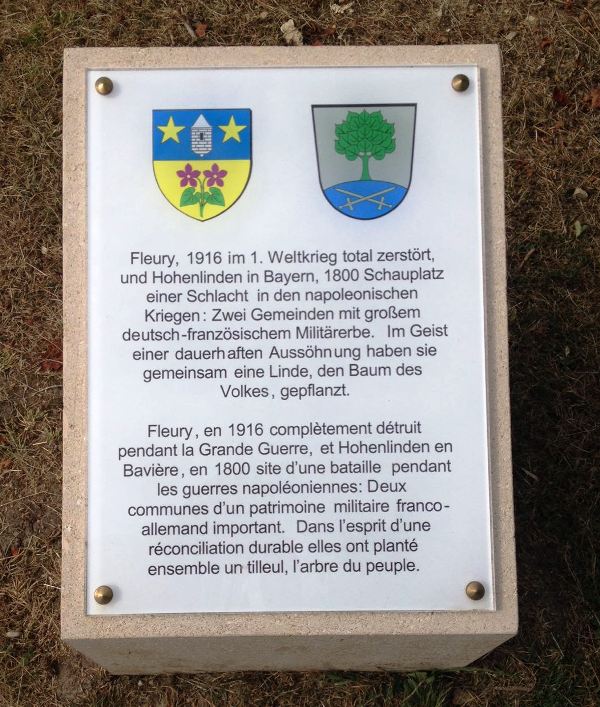 Fleury, 1916 im 1. Weltkrieg total zerstört,
und Hohenlinden in Bayern, 1800 Schauplatz
einer Schlacht in den napoleonischen
Kriegen: Zwei Gemeinden mit großem
deutsch-französischem Militärerbe. Im Geist
einer dauerhaften Aussöhnung haben sie
gemeinsam eine Linde, den Baum des
Volkes, gepflanzt.
Fleury, en 1916 complètement détruit
pendant la Grande Guerre, et Hohenlinden en
Bavière, en 1800 site d'une bataille pendant
les guerres napoléoniennes: Deux
communes d'un patrimoine militaire franco-
allemand important. Dans l'esprit d'une
réconciliation durable elles ont planté
ensemble un tilleul, l'arbre du peuple.